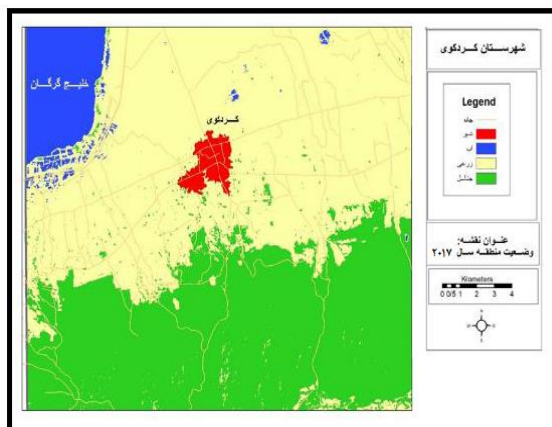 شهرستان کردکوی
خلیج گرگان
کردکوی
Legend
جاده
شهر
آب
زراعی
جنگل
عنوان نقشه:
وضعیت منطقه سال ۲۰۱۷
Kilometers
0 0/5 1 2 3 4